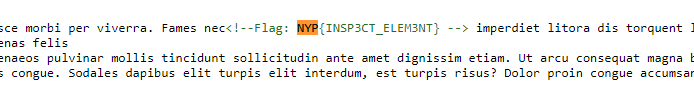 sce morbi per viverra. Fames nec<!--Flag: NYP{INSP3CT_ELEM3NT} --> imperdiet litora dis torquent l
enas felis
enaeos pulvinar mollis tincidunt sollicitudin ante amet dignissim etiam. Ut arcu consequat magna b
s congue. Sodales dapibus elit turpis elit interdum, est turpis risus? Dolor proin congue accumsar